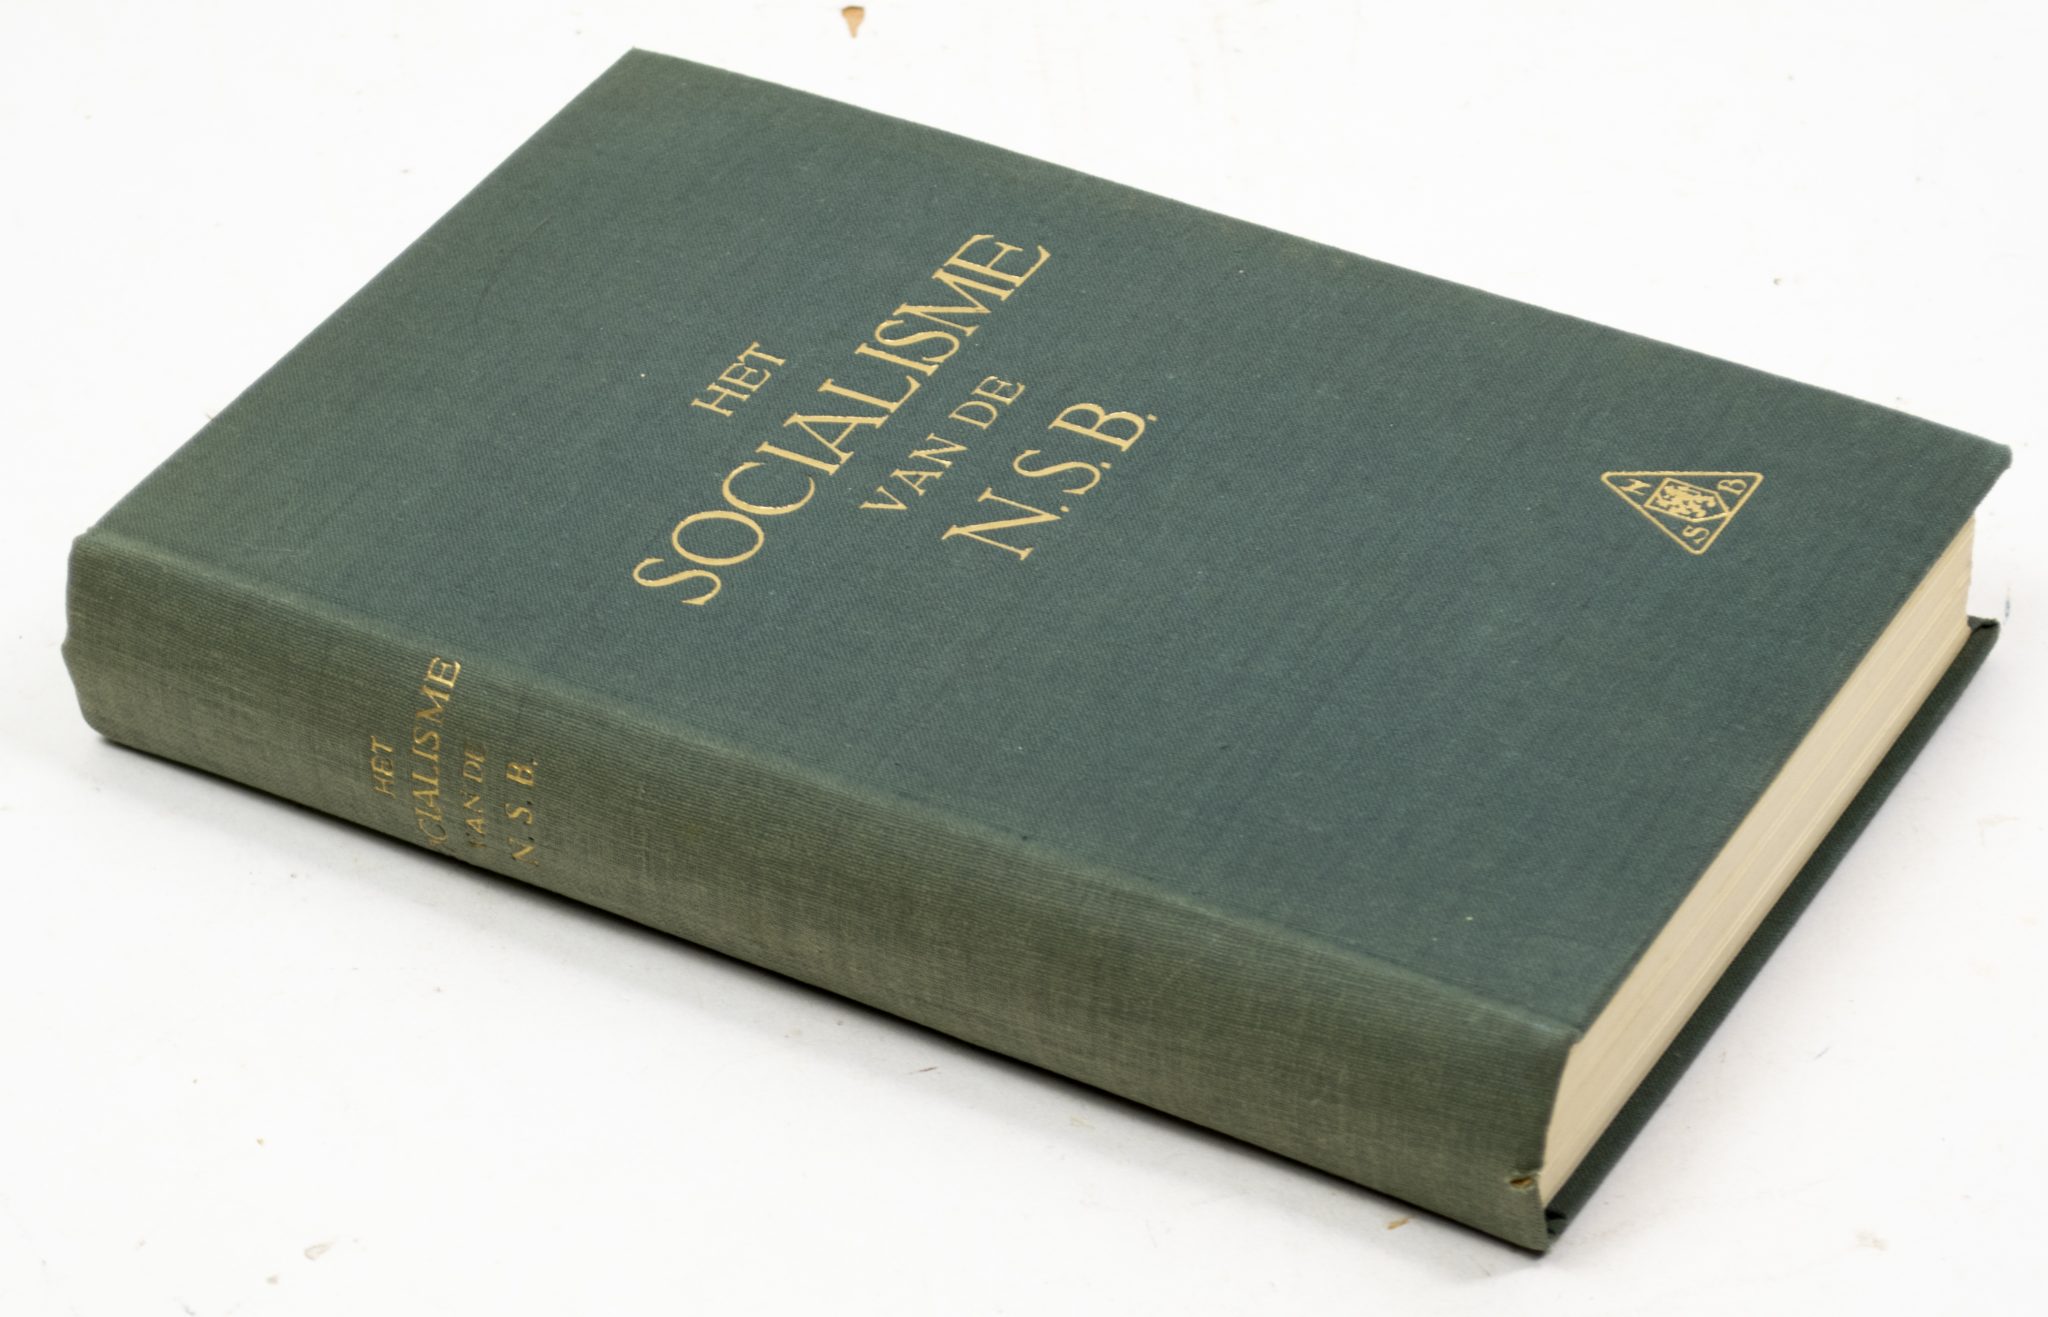 HET
SOCIALISME
VAN DE
N.S.B.
N S B
HET
SOCIALISME
VAN DE
N.S.B.